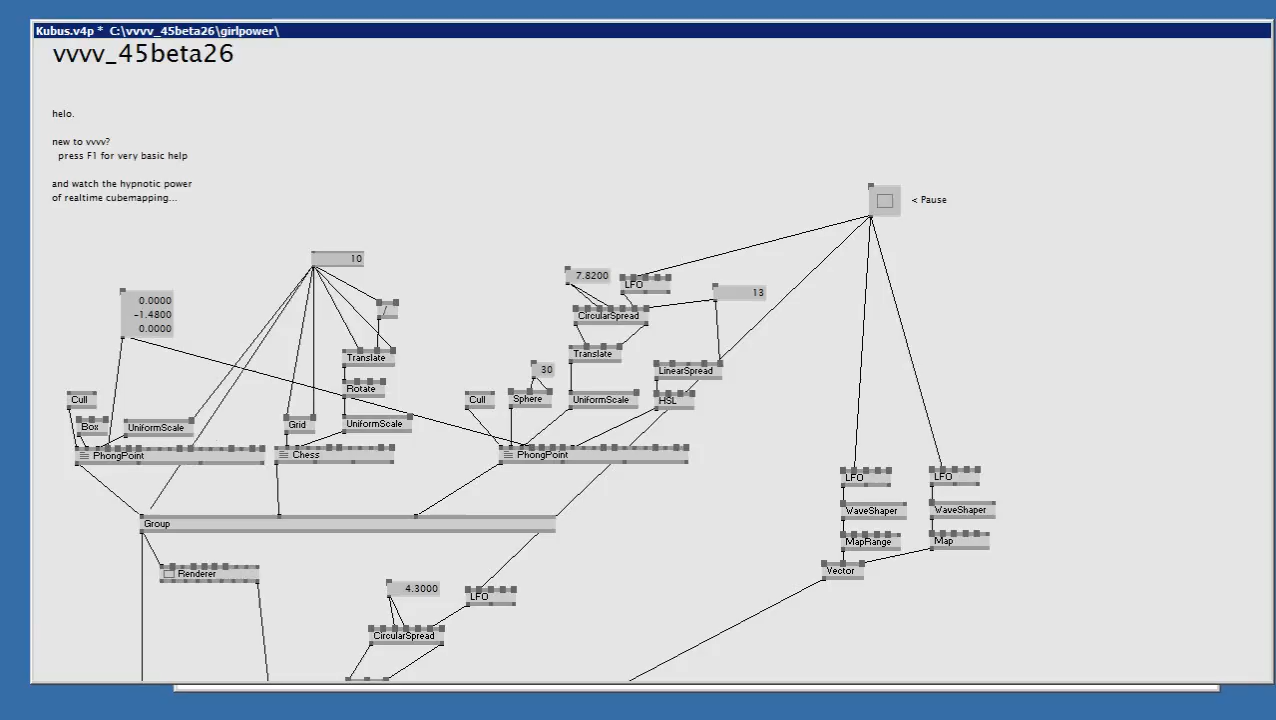 Kubus.v4p *  C:\vvvv_45beta26\girlpower\
vvvv_45beta26
helo.
new to vvvv?
press F1 for very basic help
and watch the hypnotic power
of realtime cubemapping...
< Pause
10
7.8200
LFO
13
0.0000
-1.4800
0.0000
/
CircularSpread
Translate
Translate
30
LinearSpread
Rotate
Cull
Cull
Sphere
UniformScale
HSL
Box
UniformScale
Grid
UniformScale
PhongPoint
Chess
PhongPoint
LFO
LFO
WaveShaper
WaveShaper
Group
MapRange
Map
Renderer
Vector
4.3000
LFO
CircularSpread